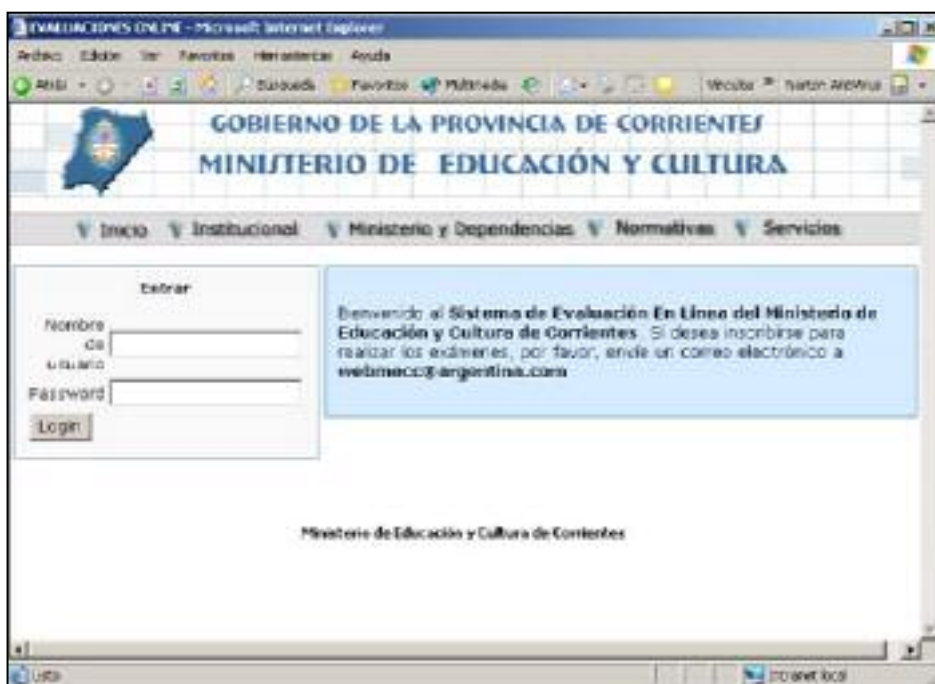 EVALUACIONES ONLINE - Microsoft Internet Explorer
Archivo Edición Ver Favoritos Herramientas Ayuda
Atrás Búsqueda Favoritos Multimedia Vínculos » Norton AntiVirus
GOBIERNO DE LA PROVINCIA DE CORRIENTES
MINISTERIO DE EDUCACIÓN Y CULTURA
Inicio Institucional Ministerio y Dependencias Normativas Servicios
Entrar
Nombre
de
usuario
Password
Login
Bienvenido al Sistema de Evaluación En Línea del Ministerio de
Educación y Cultura de Corrientes. Si desea inscribirse para
realizar los exámenes, por favor, envíe un correo electrónico a
webmecc@argentina.com
Ministerio de Educación y Cultura de Corrientes
Listo Intranet local